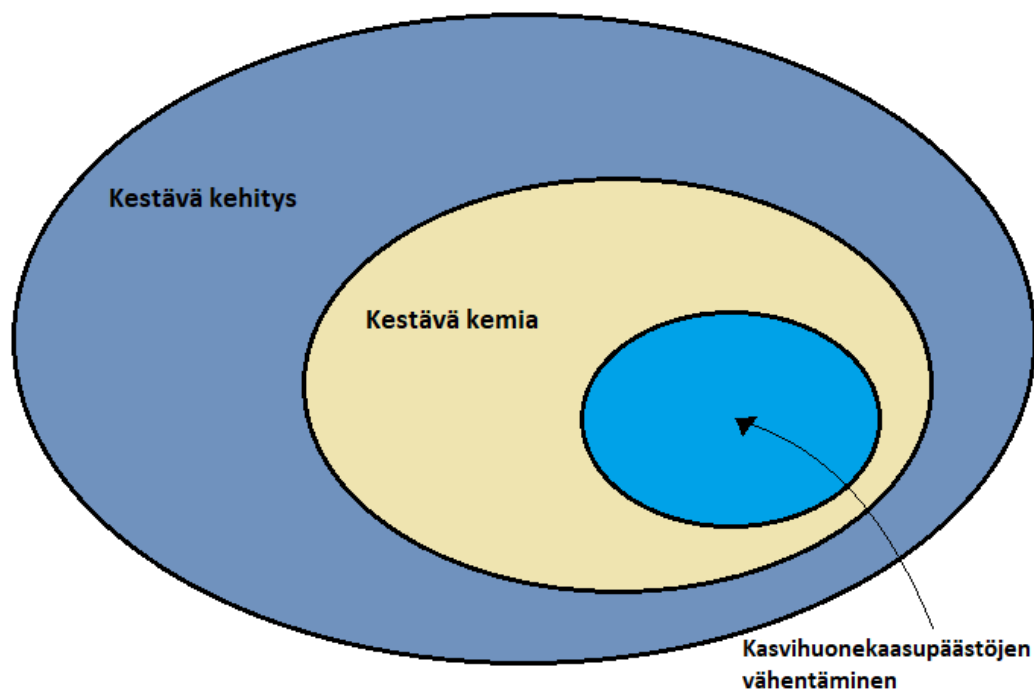 Kestävä kehitys
Kestävä kemia
Kasvihuonekaasupäästöjen
vähentäminen